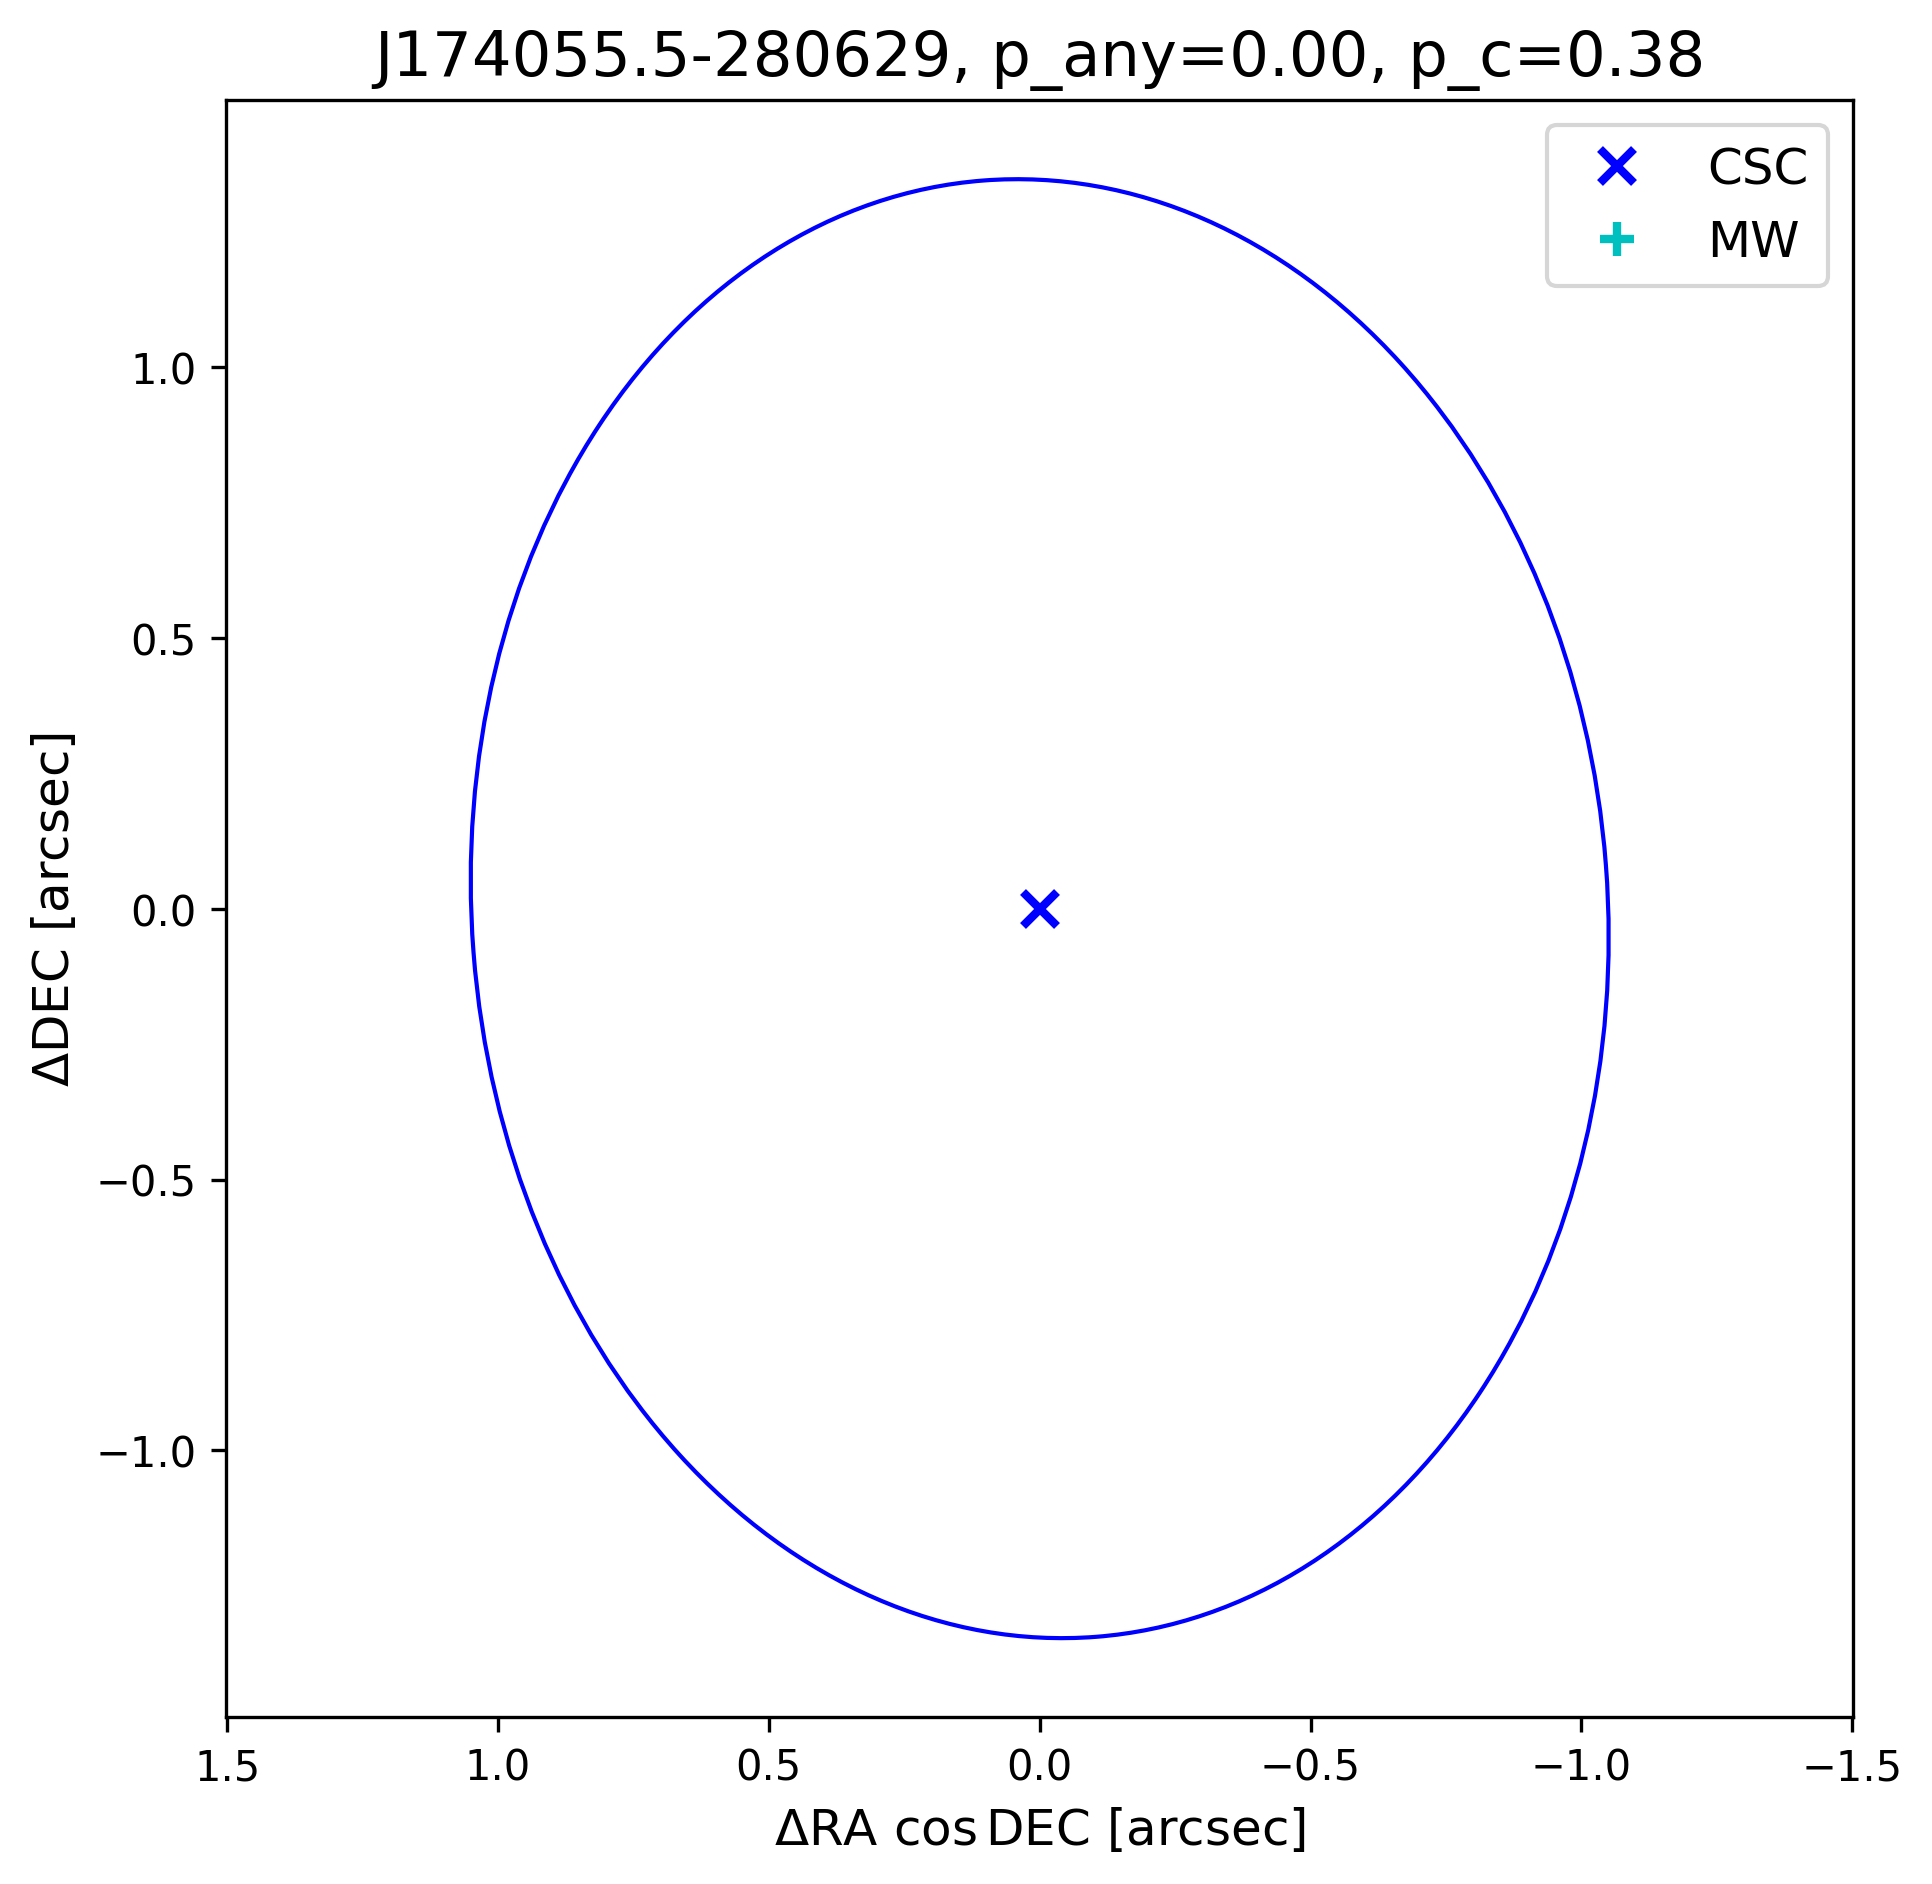 J174055.5-280629, p_any=0.00, p_c=0.38
CSC
MW
1.0
0.5
0.0
−0.5
−1.0
ΔDEC [arcsec]
1.5 1.0 0.5 0.0 −0.5 −1.0 −1.5
ΔRA cos DEC [arcsec]